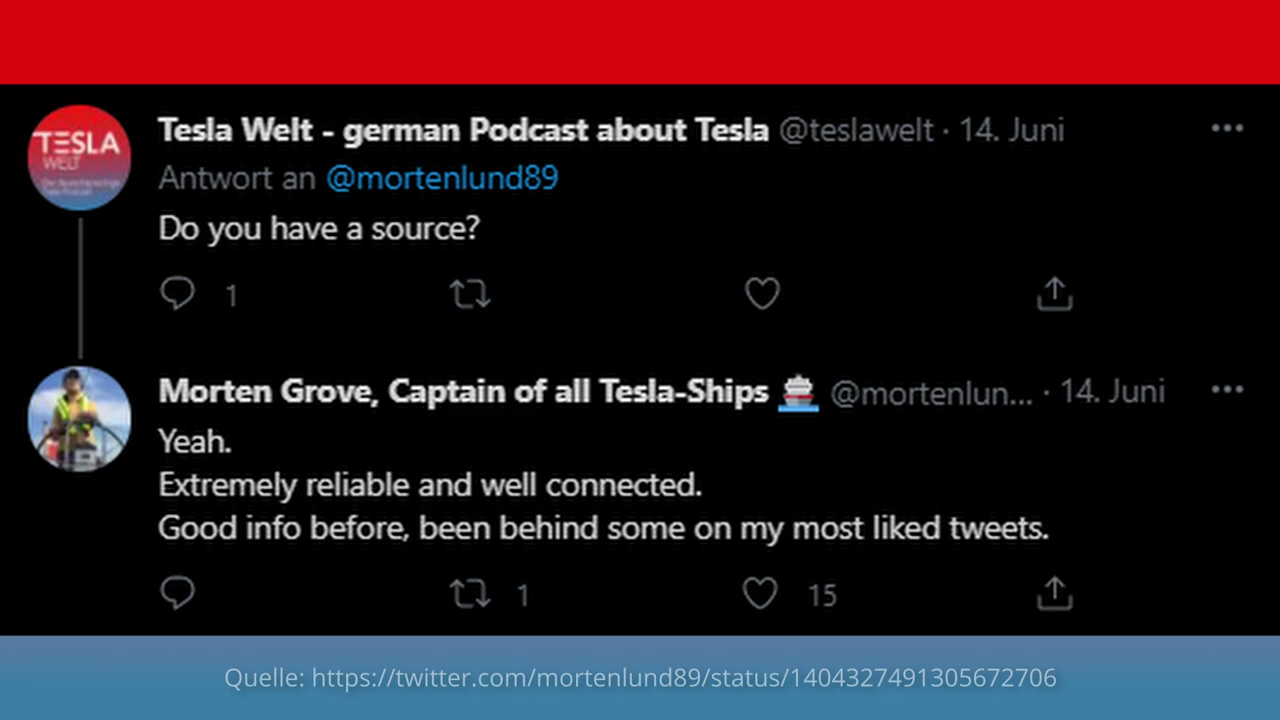 Tesla Welt - german Podcast about Tesla @teslawelt · 14. Juni
TESLA
WELT
Antwort an @mortenlund89
Do you have a source?
1
Morten Grove, Captain of all Tesla-Ships 🚢 @mortenlun... · 14. Juni
Yeah.
Extremely reliable and well connected.
Good info before, been behind some on my most liked tweets.
1 15
Quelle: https://twitter.com/mortenlund89/status/1404327491305672706